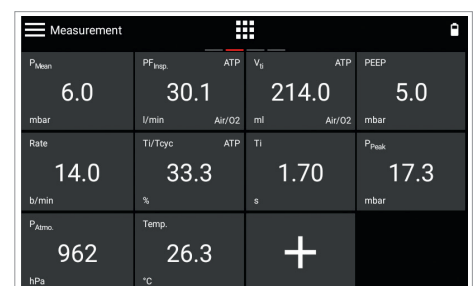 Measurement
PMean PFInsp. ATP Vti ATP PEEP
6.0 30.1 214.0 5.0
mbar l/min Air/O2 ml Air/O2 mbar
Rate Ti/Tcyc ATP Ti PPeak
14.0 33.3 1.70 17.3
b/min % s mbar
PAtmo. Temp.
962 26.3
hPa °C